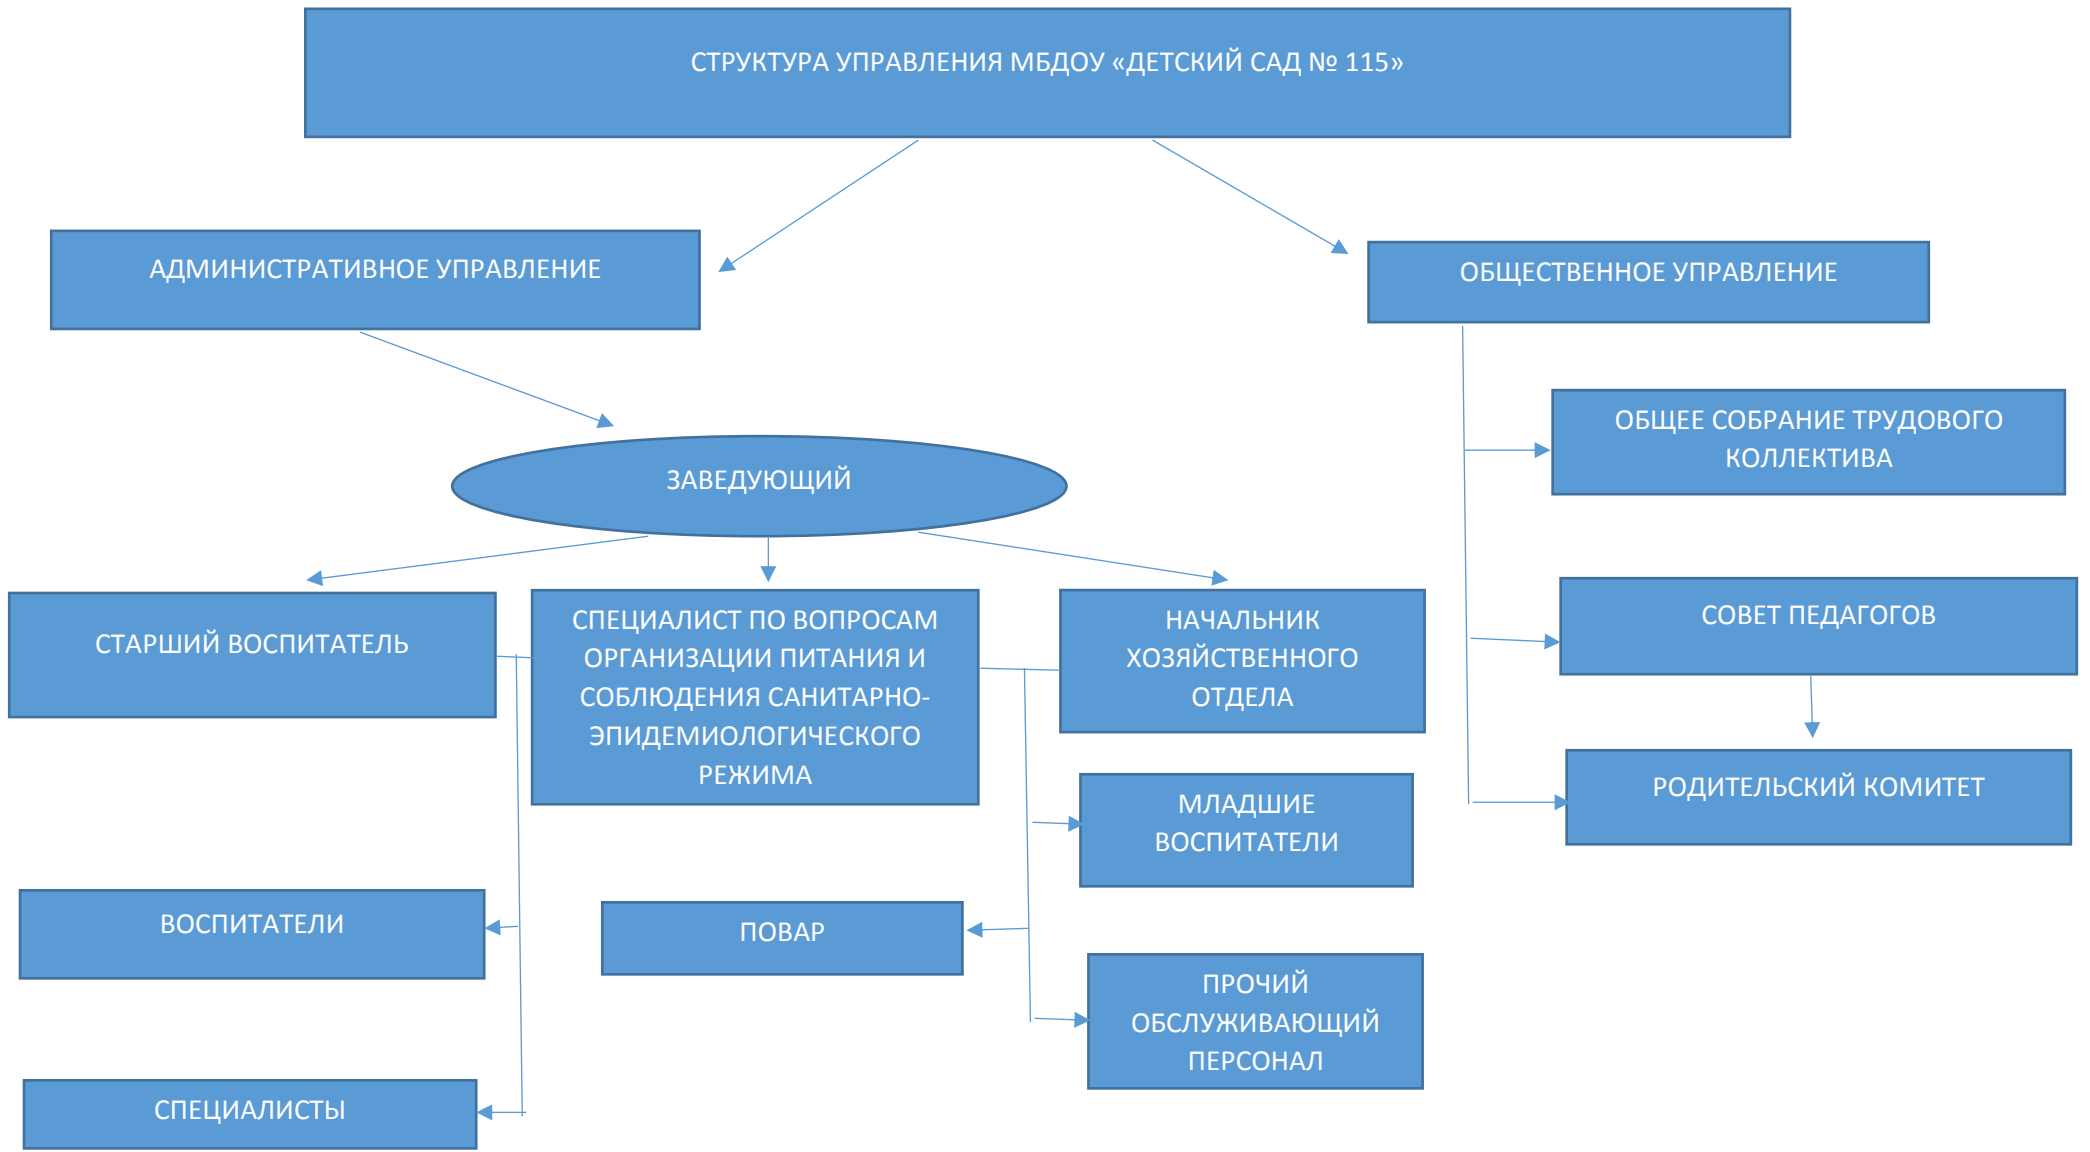 СТРУКТУРА УПРАВЛЕНИЯ МБДОУ «ДЕТСКИЙ САД № 115»
АДМИНИСТРАТИВНОЕ УПРАВЛЕНИЕ
ОБЩЕСТВЕННОЕ УПРАВЛЕНИЕ
ОБЩЕЕ СОБРАНИЕ ТРУДОВОГО
КОЛЛЕКТИВА
ЗАВЕДУЮЩИЙ
СТАРШИЙ ВОСПИТАТЕЛЬ
СПЕЦИАЛИСТ ПО ВОПРОСАМ
ОРГАНИЗАЦИИ ПИТАНИЯ И
СОБЛЮДЕНИЯ САНИТАРНО-
ЭПИДЕМИОЛОГИЧЕСКОГО
РЕЖИМА
НАЧАЛЬНИК
ХОЗЯЙСТВЕННОГО
ОТДЕЛА
СОВЕТ ПЕДАГОГОВ
РОДИТЕЛЬСКИЙ КОМИТЕТ
МЛАДШИЕ
ВОСПИТАТЕЛИ
ВОСПИТАТЕЛИ
ПОВАР
ПРОЧИЙ
ОБСЛУЖИВАЮЩИЙ
ПЕРСОНАЛ
СПЕЦИАЛИСТЫ